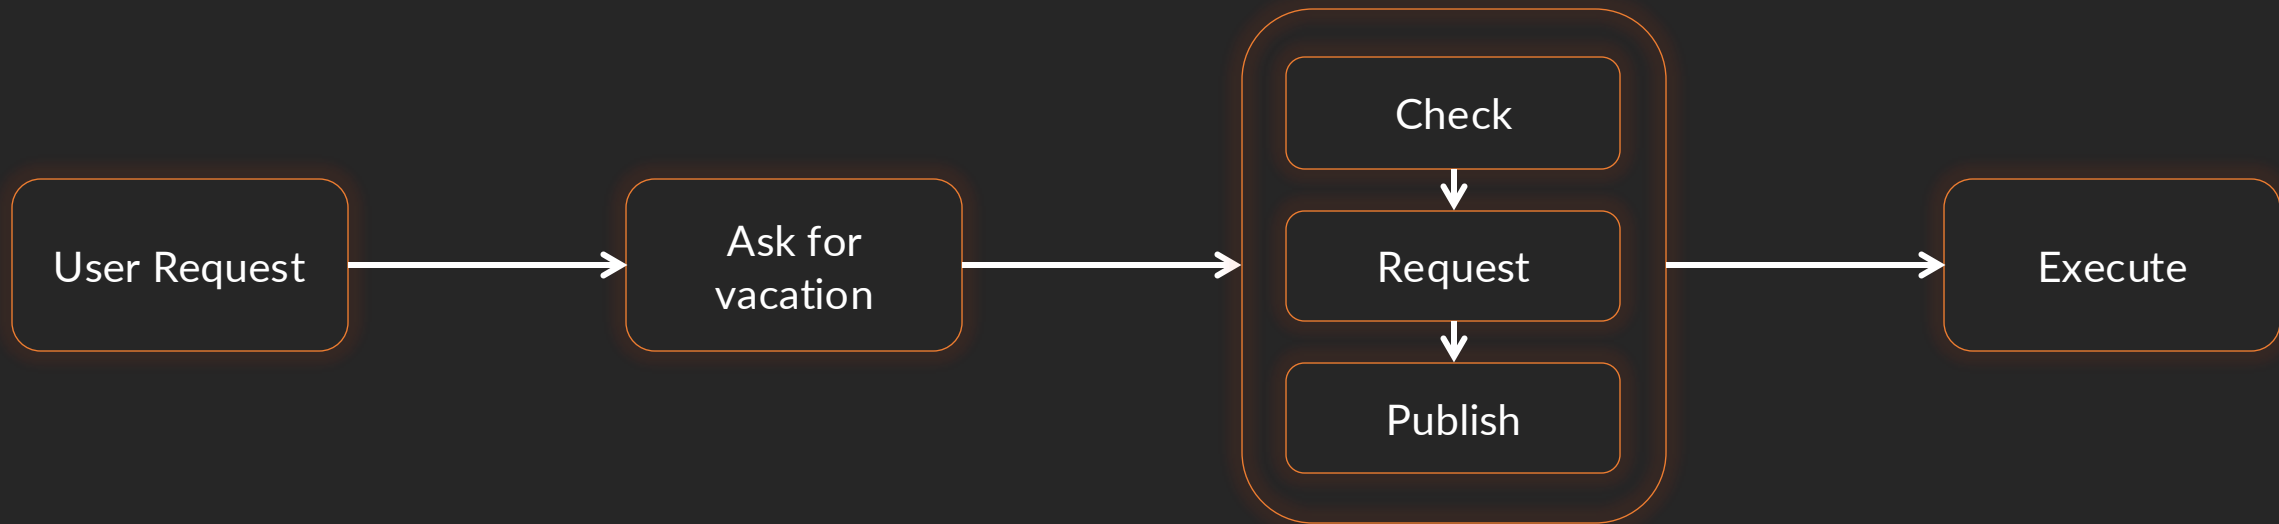 User Request
Ask for
vacation
Check
Request
Publish
Execute